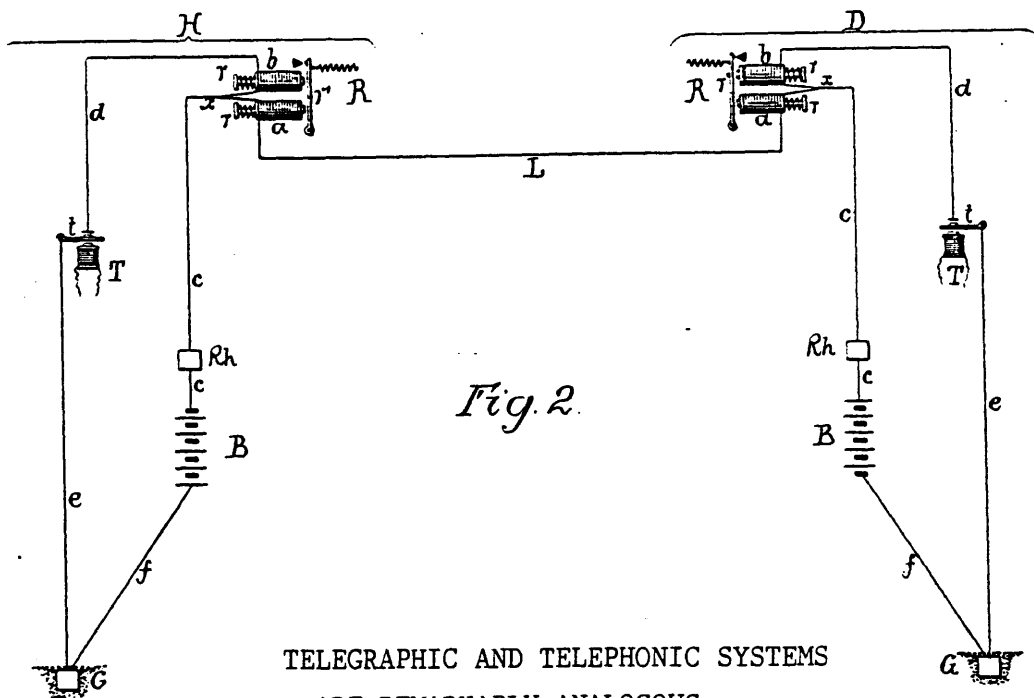 H D
b b
r r
R R
x r' r' x
r r
a a
d d
L
c c
t t
T T
c c
Rh Rh
c c
Fig. 2.
B B
e e
f f
G G
TELEGRAPHIC AND TELEPHONIC SYSTEMS
ARE REMARKABLY ANALOGOUS